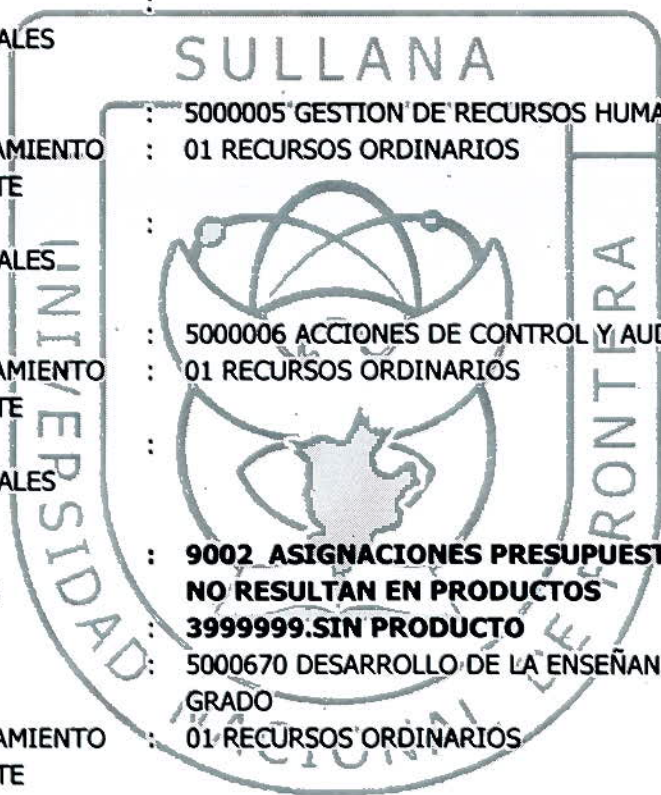 :
ALES
SULLANA
: 5000005 GESTION DE RECURSOS HUMA
AMIENTO : 01 RECURSOS ORDINARIOS
TE
:
ALES
: 5000006 ACCIONES DE CONTROL Y AUD
AMIENTO : 01 RECURSOS ORDINARIOS
TE
:
ALES
: 9002 ASIGNACIONES PRESUPUEST
NO RESULTAN EN PRODUCTOS
: 3999999.SIN PRODUCTO
: 5000670 DESARROLLO DE LA ENSEÑAN
GRADO
AMIENTO : 01 RECURSOS ORDINARIOS
TE
UNIVERSIDAD NACIONAL DE FRONTERA